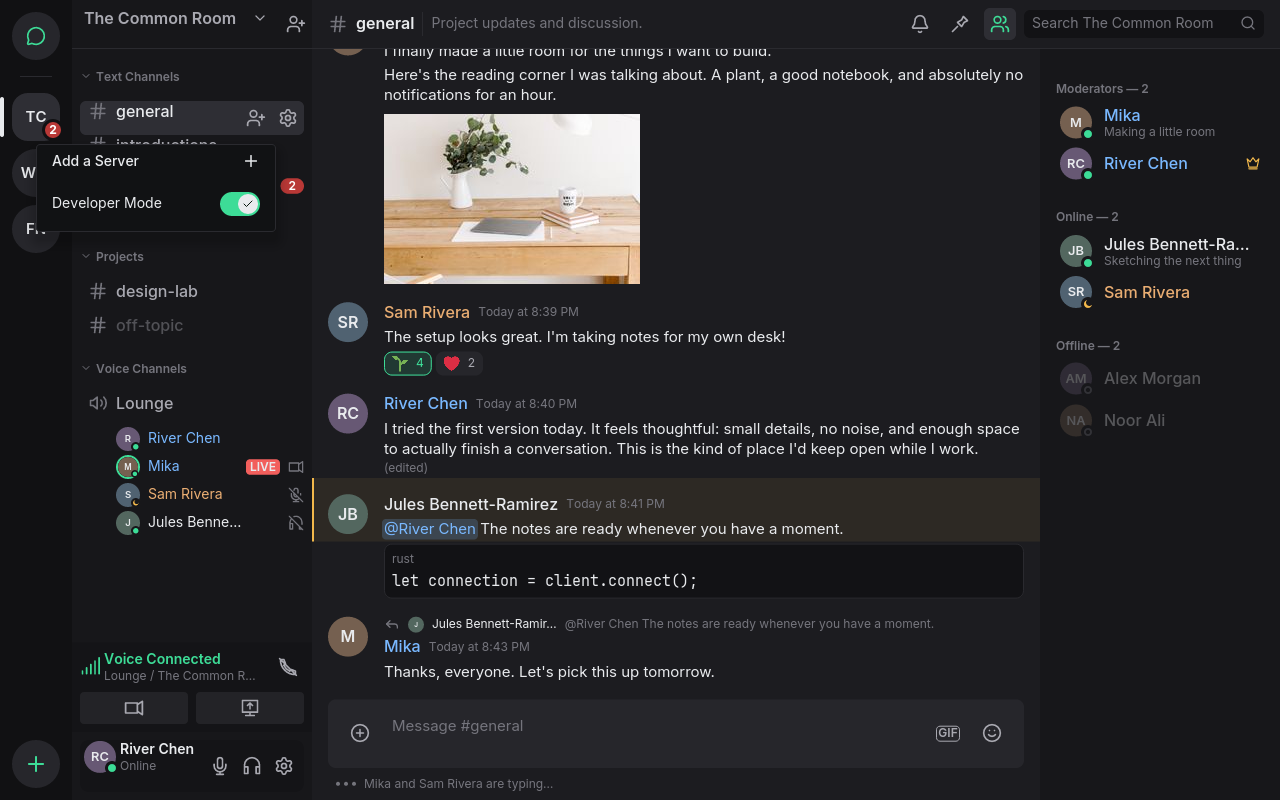 The Common Room
general
Project updates and discussion.
Search The Common Room
TC
2
Text Channels
general
Add a Server
Developer Mode
2
Projects
design-lab
off-topic
Voice Channels
Lounge
R
River Chen
M
Mika
LIVE
S
Sam Rivera
J
Jules Benne...
Voice Connected
Lounge / The Common R...
RC
River Chen
Online
I finally made a little room for the things I want to build.
Here's the reading corner I was talking about. A plant, a good notebook, and absolutely no
notifications for an hour.
SR
Sam Rivera Today at 8:39 PM
The setup looks great. I'm taking notes for my own desk!
4
2
RC
River Chen Today at 8:40 PM
I tried the first version today. It feels thoughtful: small details, no noise, and enough space
to actually finish a conversation. This is the kind of place I'd keep open while I work.
(edited)
JB
Jules Bennett-Ramirez Today at 8:41 PM
@River Chen The notes are ready whenever you have a moment.
rust
let connection = client.connect();
J
Jules Bennett-Ramir... @River Chen The notes are ready whenever you have a moment.
M
Mika Today at 8:43 PM
Thanks, everyone. Let's pick this up tomorrow.
Message #general
GIF
Mika and Sam Rivera are typing...
Moderators — 2
M
Mika
Making a little room
RC
River Chen
Online — 2
JB
Jules Bennett-Ra...
Sketching the next thing
SR
Sam Rivera
Offline — 2
AM
Alex Morgan
NA
Noor Ali